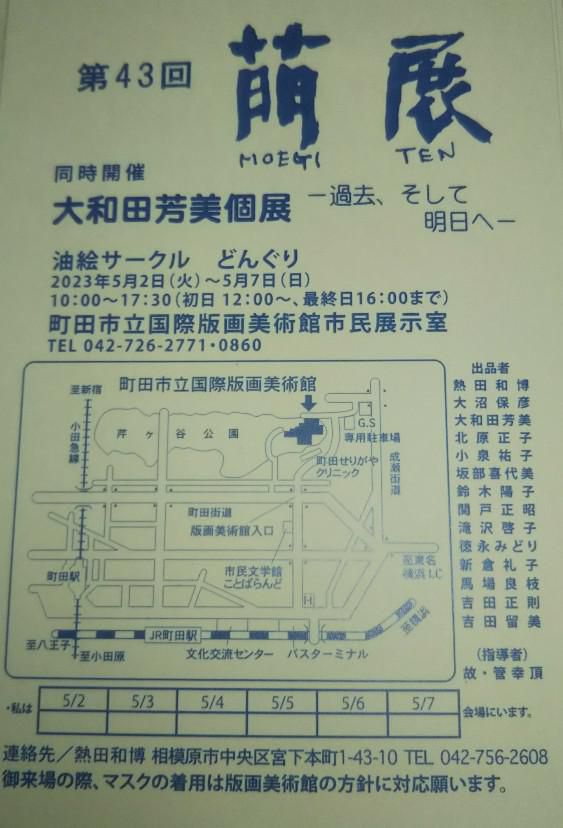 第43回
萌展
MOEGI TEN
同時開催
大和田芳美個展
ー過去、そして
明日へー
油絵サークル どんぐり
2023年5月2日(火)～5月7日(日)
10:00～17:30(初日 12:00～、最終日16:00まで)
町田市立国際版画美術館市民展示室
TEL 042-726-2771・0860
町田市立国際版画美術館
至新宿
小田急線
芹ヶ谷公園
G.S
専用駐車場
町田せりがや
クリニック
成瀬街道
町田街道
版画美術館入口
市民文学館
ことばらんど
町田駅
至東名
横浜I.C
H
至横浜
JR町田駅
至八王子
至小田原
文化交流センター
バスターミナル
出品者
熱田和博
大沼保彦
大和田芳美
北原正子
小泉祐子
坂部喜代美
鈴木陽子
関戸正昭
滝沢啓子
徳永みどり
新倉礼子
馬場良枝
吉田正則
吉田留美
(指導者)
故・管幸頂
・私は 5/2 5/3 5/4 5/5 5/6 5/7 会場にいます。
連絡先／熱田和博 相模原市中央区宮下本町1-43-10 TEL 042-756-2608
御来場の際、マスクの着用は版画美術館の方針に対応願います。